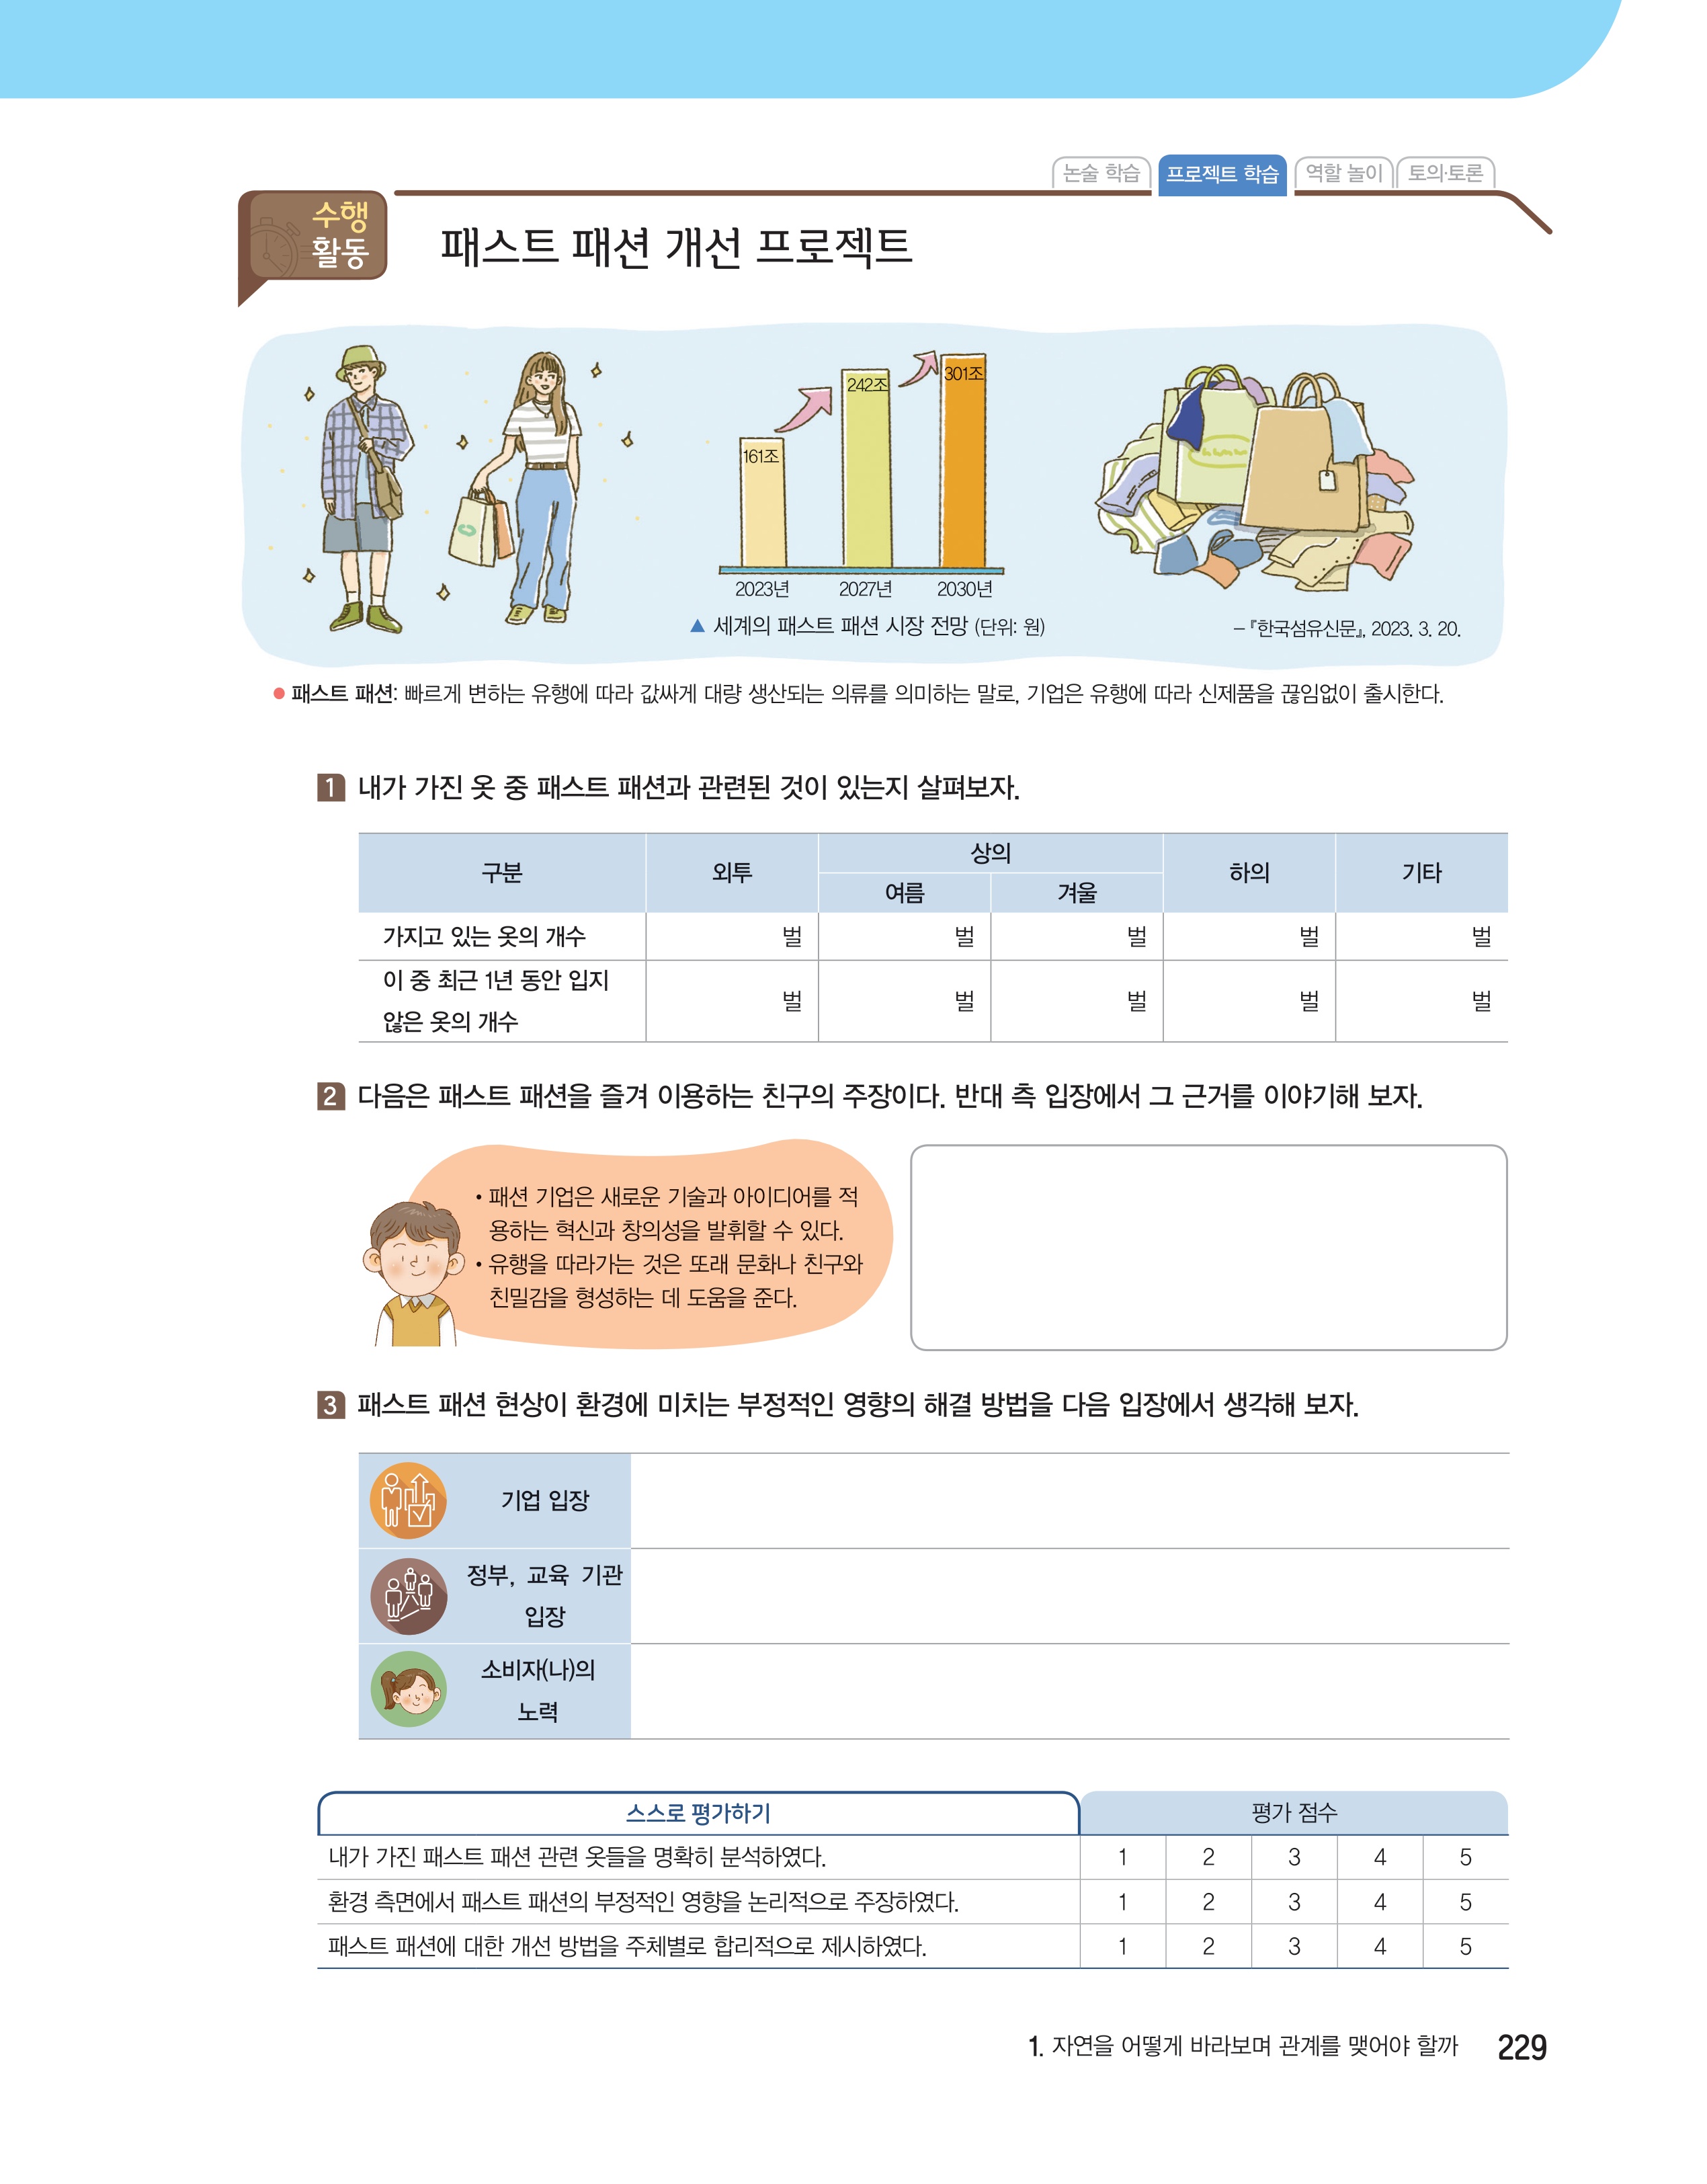 논술 학습
프로젝트 학습
역할 놀이
토의·토론
수행
활동
패스트 패션 개선 프로젝트
161조
242조
301조
2023년
2027년
2030년
▲ 세계의 패스트 패션 시장 전망 (단위: 원)
- 『한국섬유신문』, 2023. 3. 20.
● 패스트 패션: 빠르게 변하는 유행에 따라 값싸게 대량 생산되는 의류를 의미하는 말로, 기업은 유행에 따라 신제품을 끊임없이 출시한다.
1 내가 가진 옷 중 패스트 패션과 관련된 것이 있는지 살펴보자.
구분 외투 상의 하의 기타
여름 겨울
가지고 있는 옷의 개수 벌 벌 벌 벌 벌
이 중 최근 1년 동안 입지
않은 옷의 개수 벌 벌 벌 벌 벌
2 다음은 패스트 패션을 즐겨 이용하는 친구의 주장이다. 반대 측 입장에서 그 근거를 이야기해 보자.
• 패션 기업은 새로운 기술과 아이디어를 적
용하는 혁신과 창의성을 발휘할 수 있다.
• 유행을 따라가는 것은 또래 문화나 친구와
친밀감을 형성하는 데 도움을 준다.
3 패스트 패션 현상이 환경에 미치는 부정적인 영향의 해결 방법을 다음 입장에서 생각해 보자.
기업 입장
정부, 교육 기관
입장
소비자(나)의
노력
스스로 평가하기 평가 점수
내가 가진 패스트 패션 관련 옷들을 명확히 분석하였다. 1 2 3 4 5
환경 측면에서 패스트 패션의 부정적인 영향을 논리적으로 주장하였다. 1 2 3 4 5
패스트 패션에 대한 개선 방법을 주체별로 합리적으로 제시하였다. 1 2 3 4 5
1. 자연을 어떻게 바라보며 관계를 맺어야 할까 229